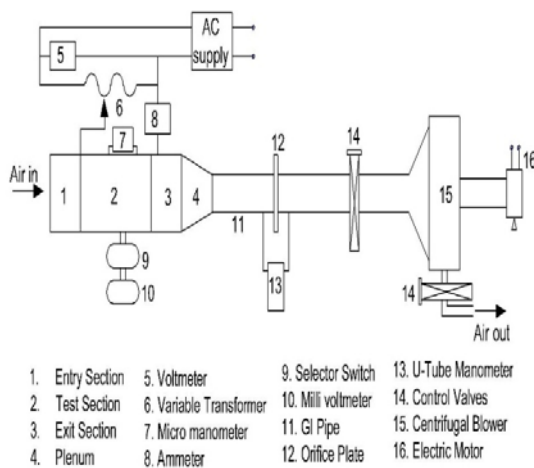 AC
supply
5
6
8
7
12
14
16
Air in
1
2
3
4
11
15
13
9
10
14
Air out
1. Entry Section
2. Test Section
3. Exit Section
4. Plenum
5. Voltmeter
6. Variable Transformer
7. Micro manometer
8. Ammeter
9. Selector Switch
10. Milli voltmeter
11. GI Pipe
12. Orifice Plate
13. U-Tube Manometer
14. Control Valves
15. Centrifugal Blower
16. Electric Motor